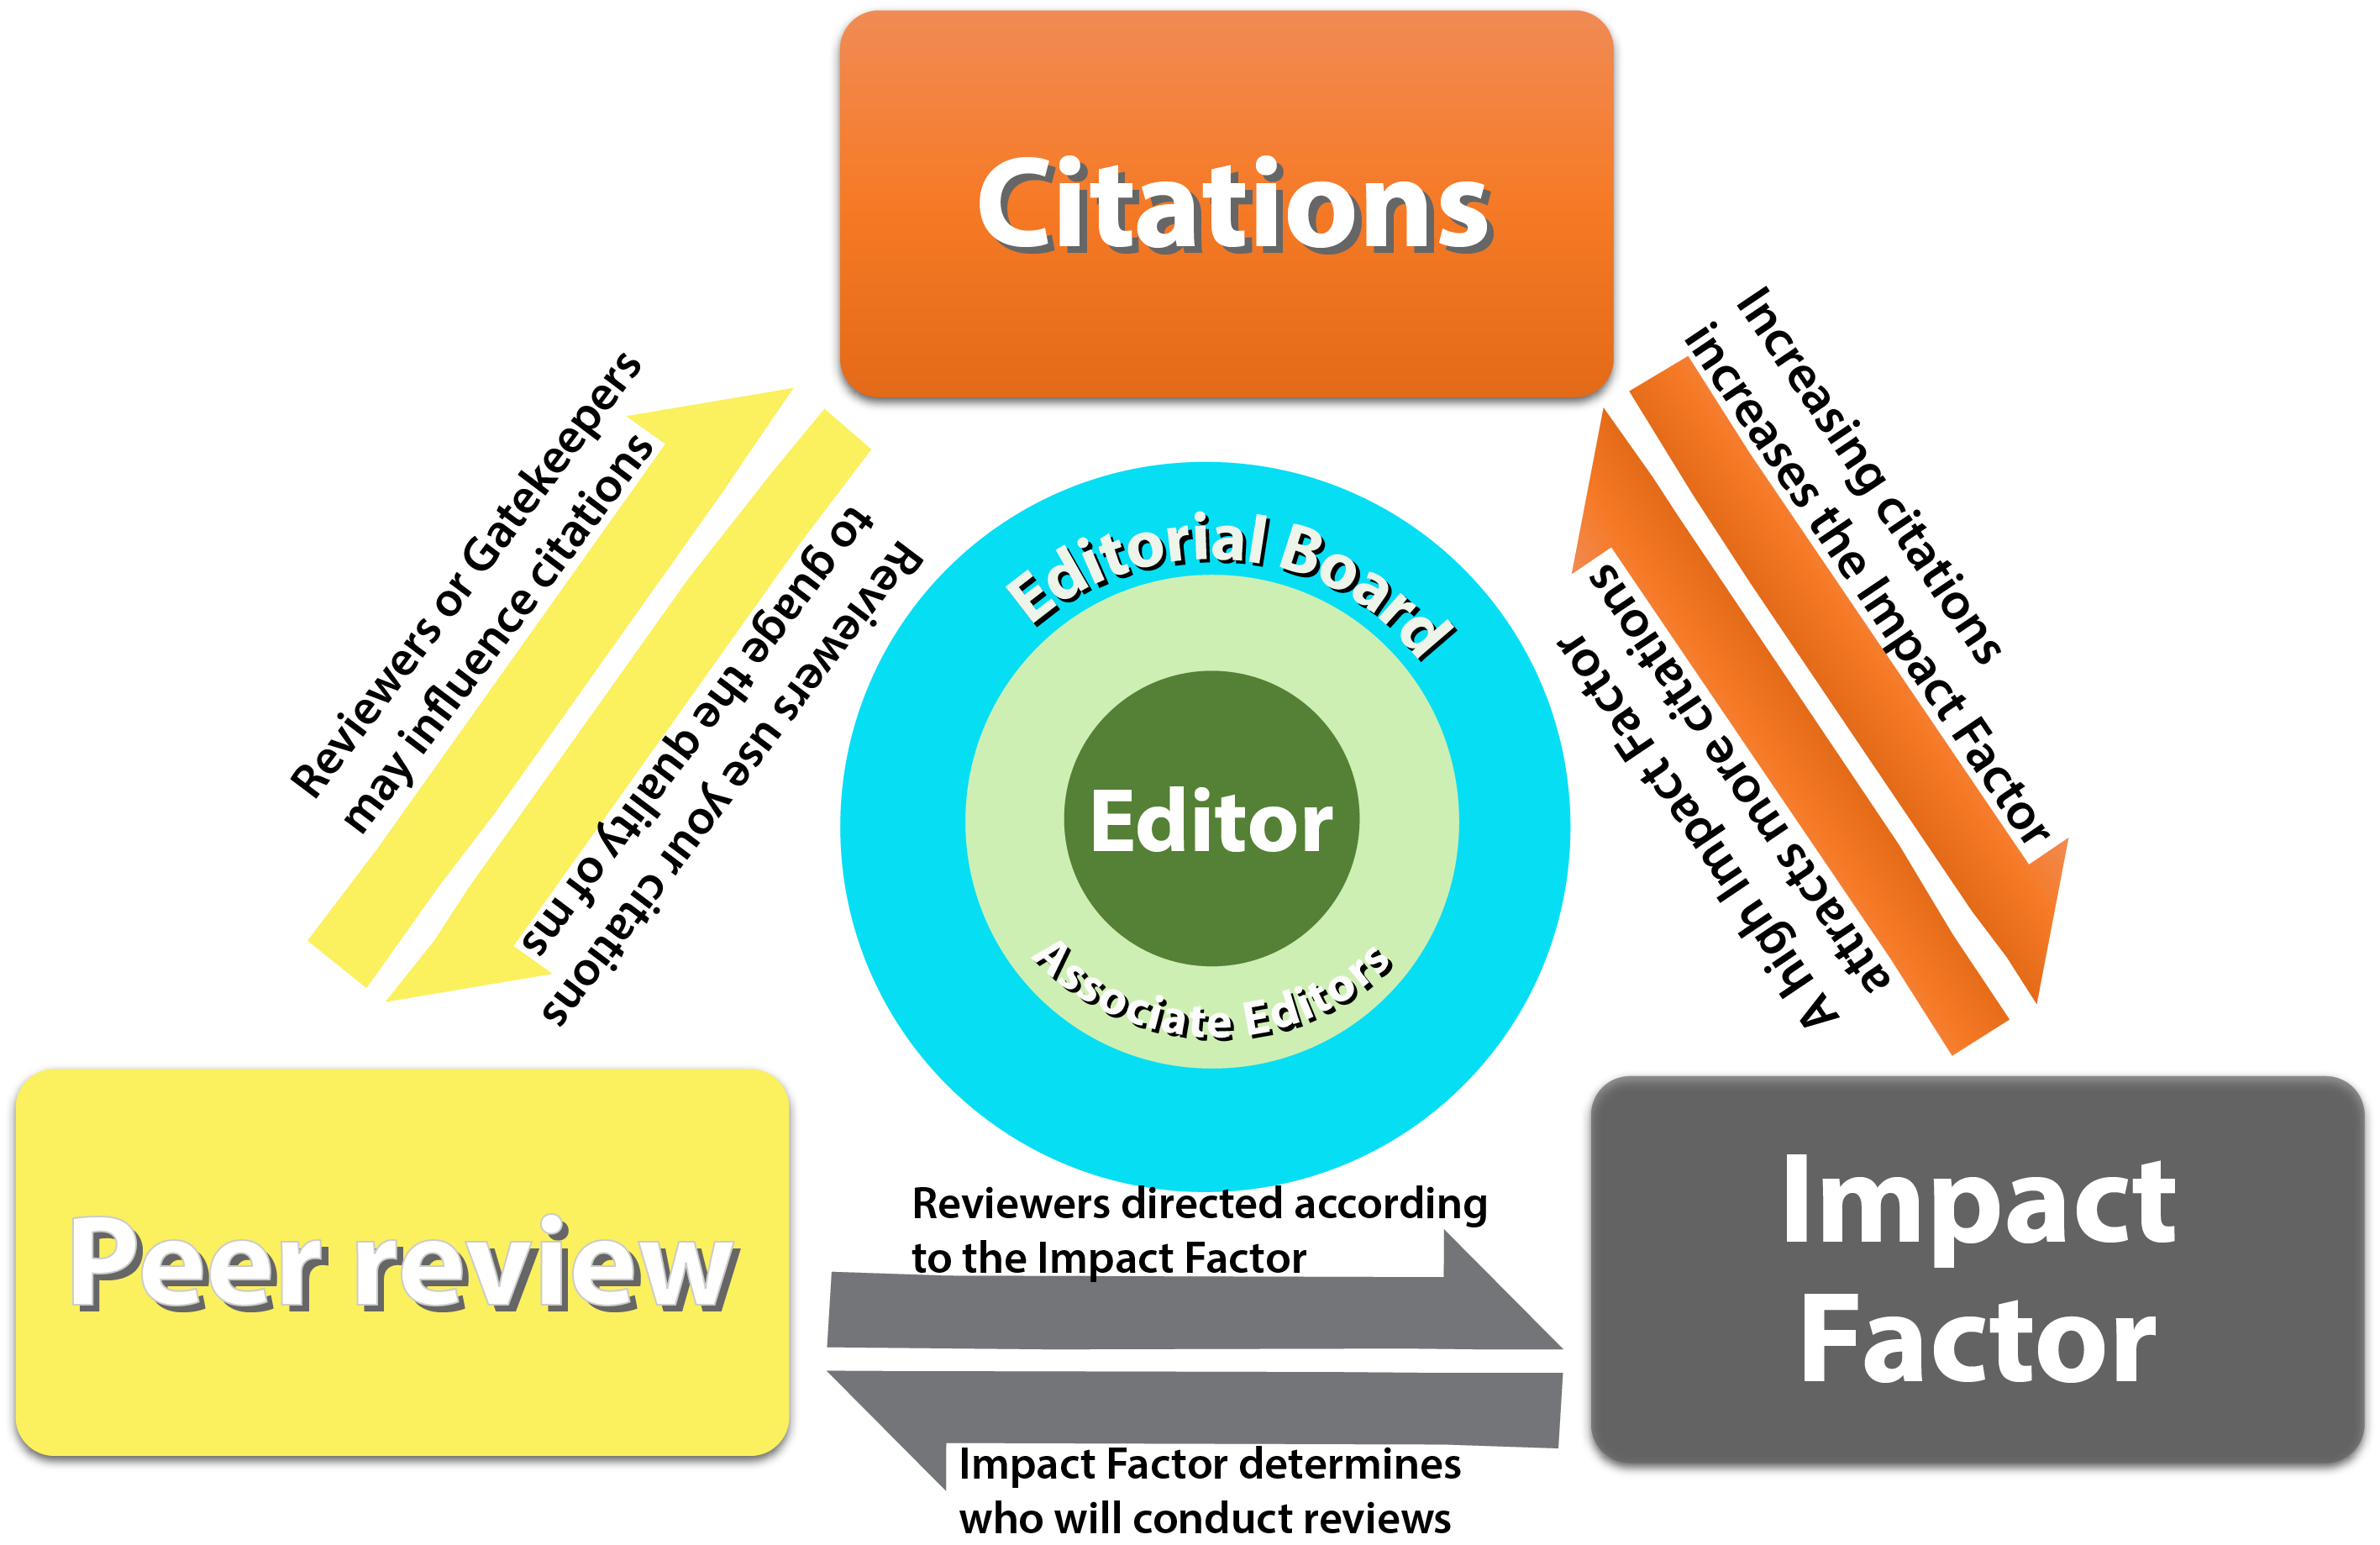 Citations
Reviewers or Gatekeepers
may influence citations
Reviewers use your citations
to guage the quality of ms
Increasing citations
increases the Impact Factor
A high Impact Factor
attracts more citations
Editorial Board
Editor
Associate Editors
Peer review
Impact
Factor
Reviewers directed according
to the Impact Factor
Impact Factor determines
who will conduct reviews